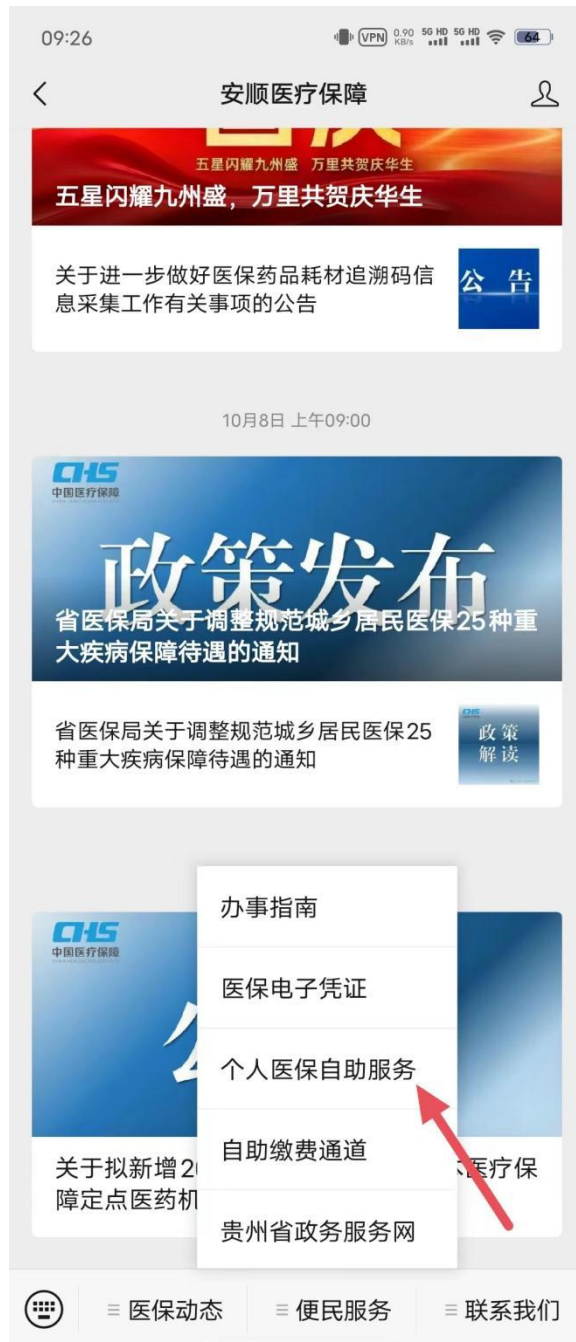 09:26
VPN 0.90 KB/s 5G HD 5G HD 64
安顺医疗保障
五星闪耀九州盛 万里共贺庆华生
五星闪耀九州盛，万里共贺庆华生
关于进一步做好医保药品耗材追溯码信
息采集工作有关事项的公告
公 告
10月8日 上午09:00
CHS
中国医疗保障
政策发布
省医保局关于调整规范城乡居民医保25种重
大疾病保障待遇的通知
省医保局关于调整规范城乡居民医保25
种重大疾病保障待遇的通知
CHS
政策
解读
CHS
中国医疗保障
办事指南
医保电子凭证
个人医保自助服务
自助缴费通道
贵州省政务服务网
关于拟新增2
医疗保
障定点医药机
医保动态
便民服务
联系我们